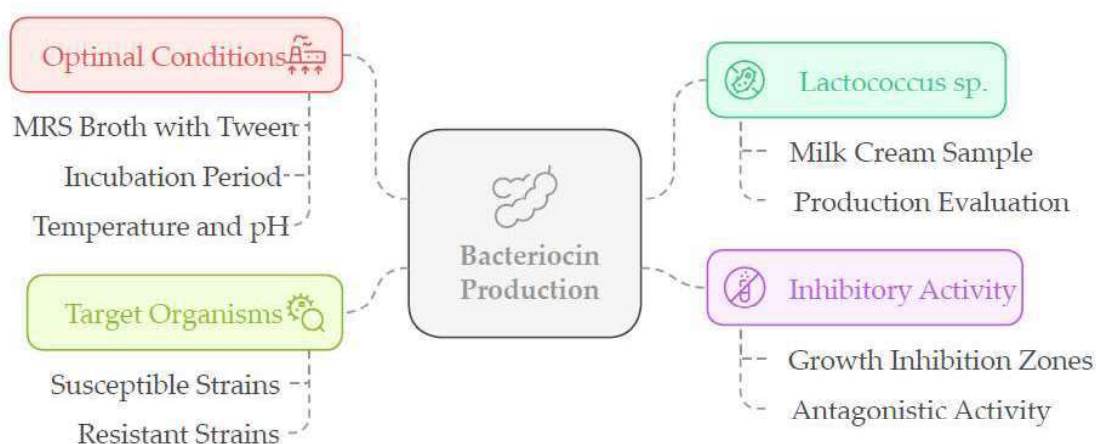 Optimal Conditions
MRS Broth with Tween
Incubation Period
Temperature and pH
Target Organisms
Susceptible Strains
Resistant Strains
Bacteriocin
Production
Lactococcus sp.
Milk Cream Sample
Production Evaluation
Inhibitory Activity
Growth Inhibition Zones
Antagonistic Activity